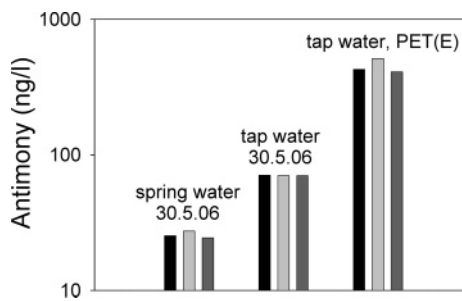 1000
tap water, PET(E)
tap water
30.5.06
100
spring water
30.5.06
10
Antimony (ng/l)